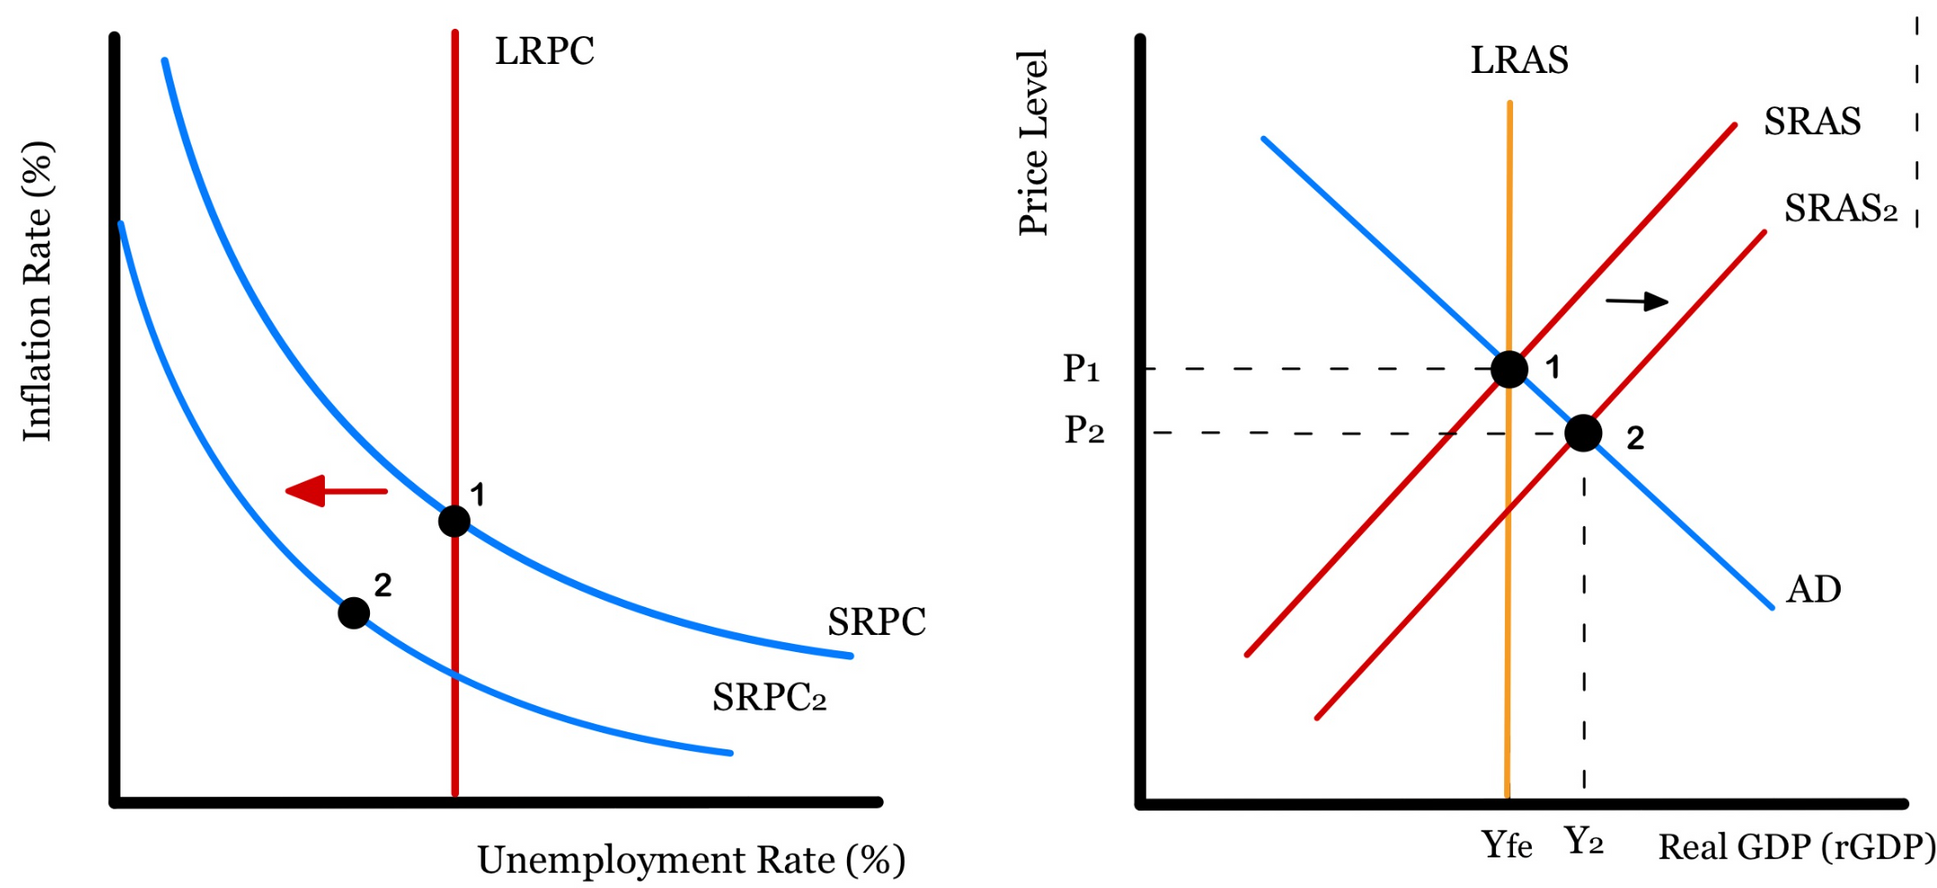 LRPC
Inflation Rate (%)
1
2
SRPC
SRPC₂
Unemployment Rate (%)
Price Level
LRAS
SRAS
SRAS₂
P₁
1
P₂
2
AD
Yfe
Y₂
Real GDP (rGDP)